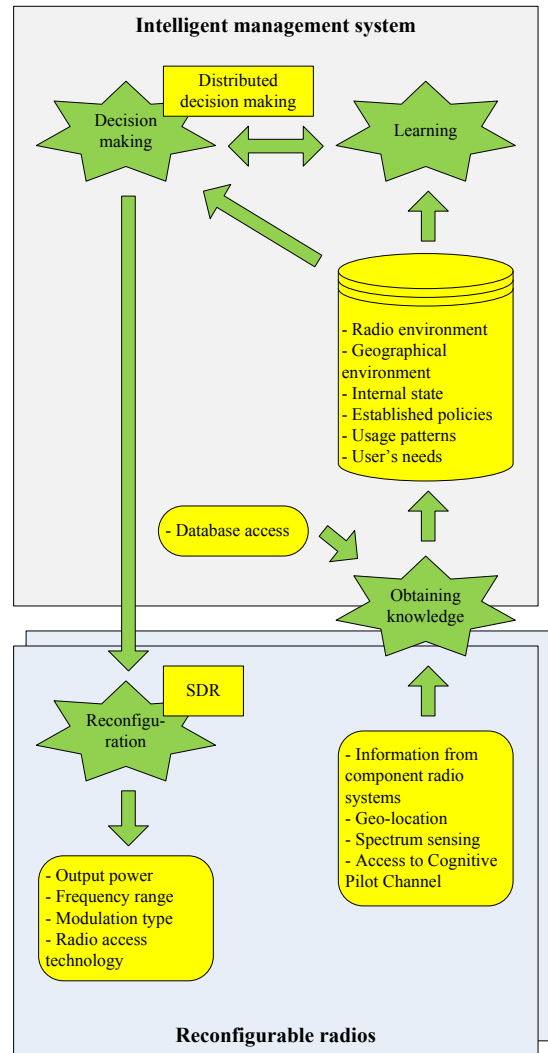 Intelligent management system
Distributed
decision making
Decision
making
Learning
- Radio environment
- Geographical
environment
- Internal state
- Established policies
- Usage patterns
- User's needs
- Database access
Obtaining
knowledge
SDR
Reconfigu-
ration
- Information from
component radio
systems
- Geo-location
- Spectrum sensing
- Access to Cognitive
Pilot Channel
- Output power
- Frequency range
- Modulation type
- Radio access
technology
Reconfigurable radios